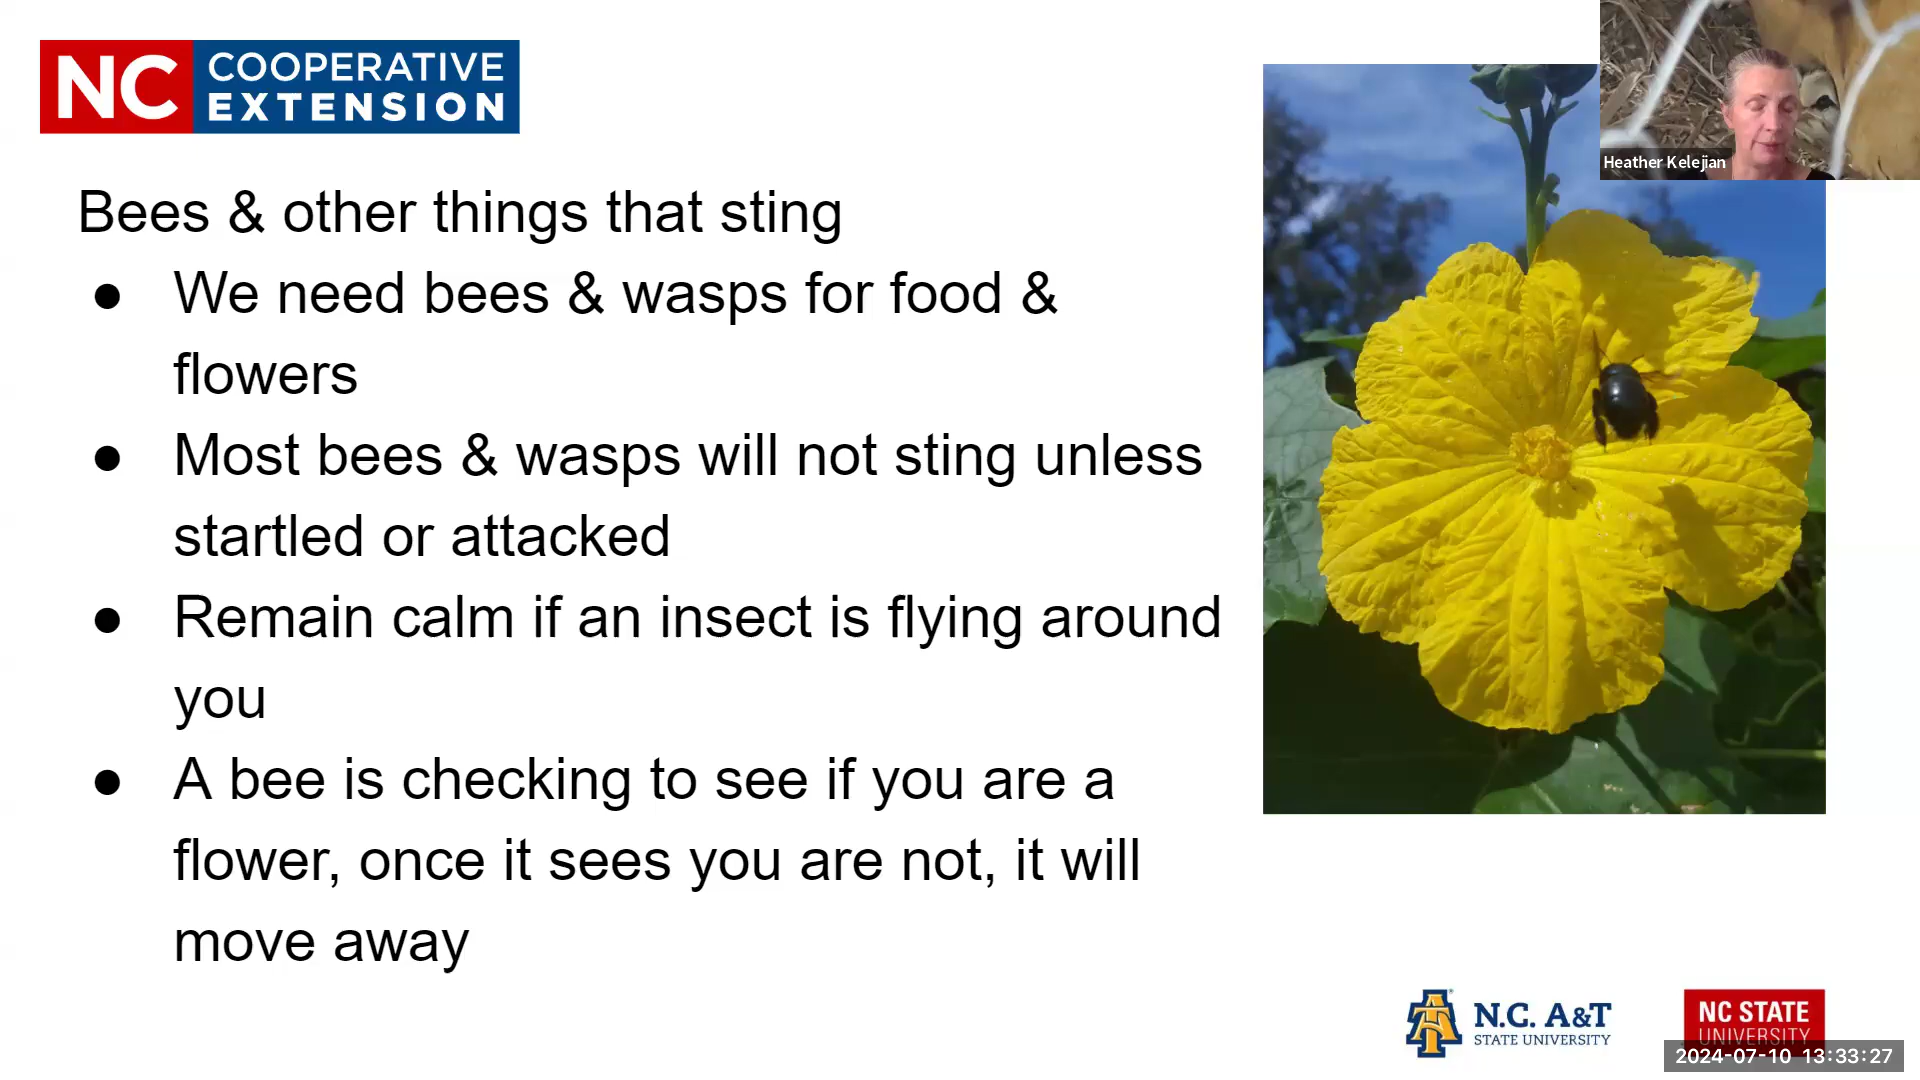 NC COOPERATIVE
EXTENSION
Heather Kelejian
Bees & other things that sting
● We need bees & wasps for food &
flowers
● Most bees & wasps will not sting unless
startled or attacked
● Remain calm if an insect is flying around
you
● A bee is checking to see if you are a
flower, once it sees you are not, it will
move away
N.C. A&T
STATE UNIVERSITY
NC STATE
UNIVERSITY
2024-07-10 13:33:27